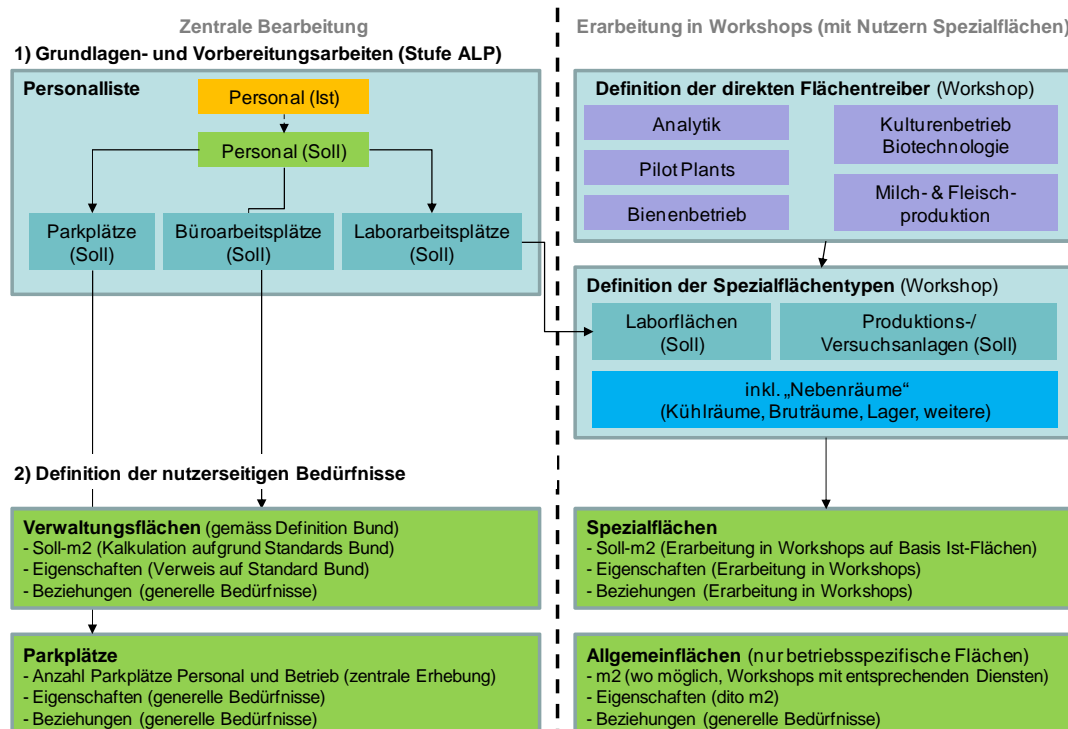 Zentrale Bearbeitung
Erarbeitung in Workshops (mit Nutzern Spezialflächen)
1) Grundlagen- und Vorbereitungsarbeiten (Stufe ALP)
Personalliste
Personal (Ist)
Personal (Soll)
Parkplätze
(Soll)
Büroarbeitsplätze
(Soll)
Laborarbeitsplätze
(Soll)
Definition der direkten Flächentreiber (Workshop)
Analytik
Pilot Plants
Bienenbetrieb
Kulturenbetrieb
Biotechnologie
Milch- & Fleisch-
produktion
Definition der Spezialflächentypen (Workshop)
Laborflächen
(Soll)
Produktions-/
Versuchsanlagen (Soll)
inkl. „Nebenräume“
(Kühlräume, Bruträume, Lager, weitere)
2) Definition der nutzerseitigen Bedürfnisse
Verwaltungsflächen (gemäss Definition Bund)
- Soll-m2 (Kalkulation aufgrund Standards Bund)
- Eigenschaften (Verweis auf Standard Bund)
- Beziehungen (generelle Bedürfnisse)
Parkplätze
- Anzahl Parkplätze Personal und Betrieb (zentrale Erhebung)
- Eigenschaften (generelle Bedürfnisse)
- Beziehungen (generelle Bedürfnisse)
Spezialflächen
- Soll-m2 (Erarbeitung in Workshops auf Basis Ist-Flächen)
- Eigenschaften (Erarbeitung in Workshops)
- Beziehungen (Erarbeitung in Workshops)
Allgemeinflächen (nur betriebsspezifische Flächen)
- m2 (wo möglich, Workshops mit entsprechenden Diensten)
- Eigenschaften (dito m2)
- Beziehungen (generelle Bedürfnisse)